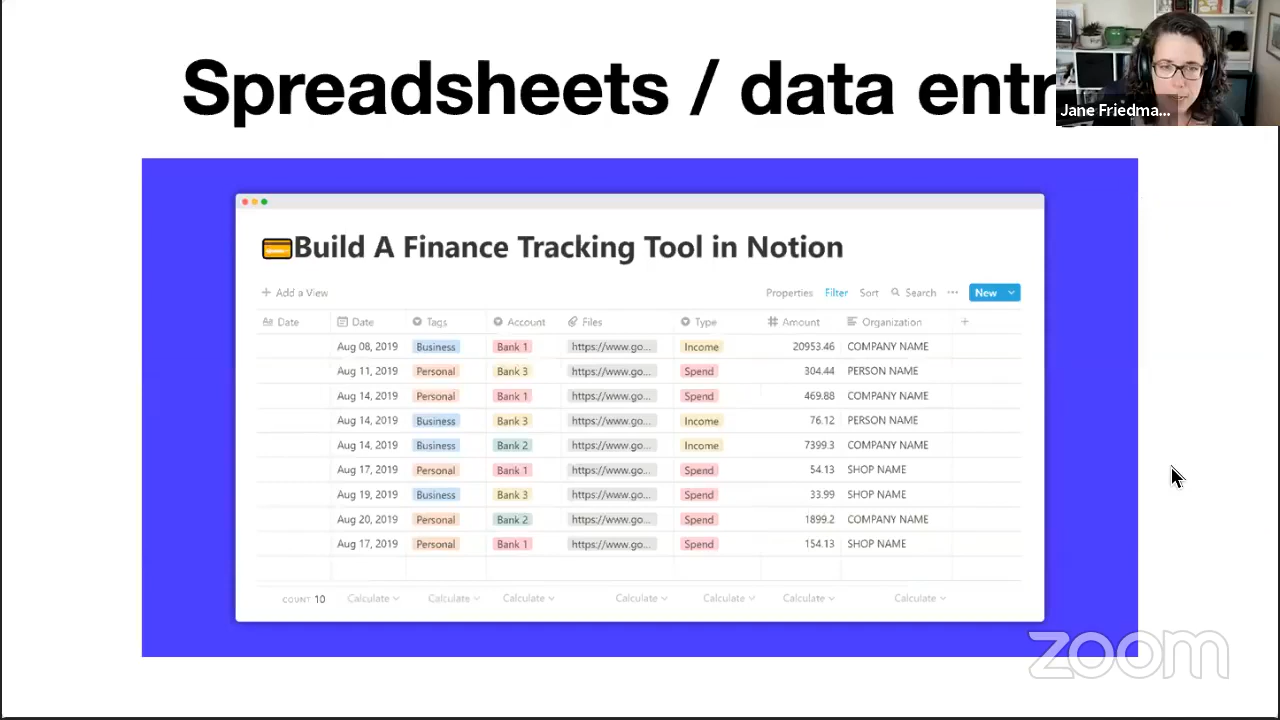 Spreadsheets / data entr
Jane Friedma...
Build A Finance Tracking Tool in Notion
+ Add a View Properties Filter Sort Search ... New
Date Date Tags Account Files Type # Amount Organization +
Aug 08, 2019 Business Bank 1 https://www.go... Income 20953.46 COMPANY NAME
Aug 11, 2019 Personal Bank 3 https://www.go... Spend 304.44 PERSON NAME
Aug 14, 2019 Personal Bank 1 https://www.go... Spend 469.88 COMPANY NAME
Aug 14, 2019 Business Bank 3 https://www.go... Income 76.12 PERSON NAME
Aug 14, 2019 Business Bank 2 https://www.go... Income 7399.3 COMPANY NAME
Aug 17, 2019 Personal Bank 1 https://www.go... Spend 54.13 SHOP NAME
Aug 19, 2019 Business Bank 3 https://www.go... Spend 33.99 SHOP NAME
Aug 20, 2019 Personal Bank 2 https://www.go... Spend 1899.2 COMPANY NAME
Aug 17, 2019 Personal Bank 1 https://www.go... Spend 154.13 SHOP NAME
COUNT 10 Calculate Calculate Calculate Calculate Calculate Calculate Calculate
zoom